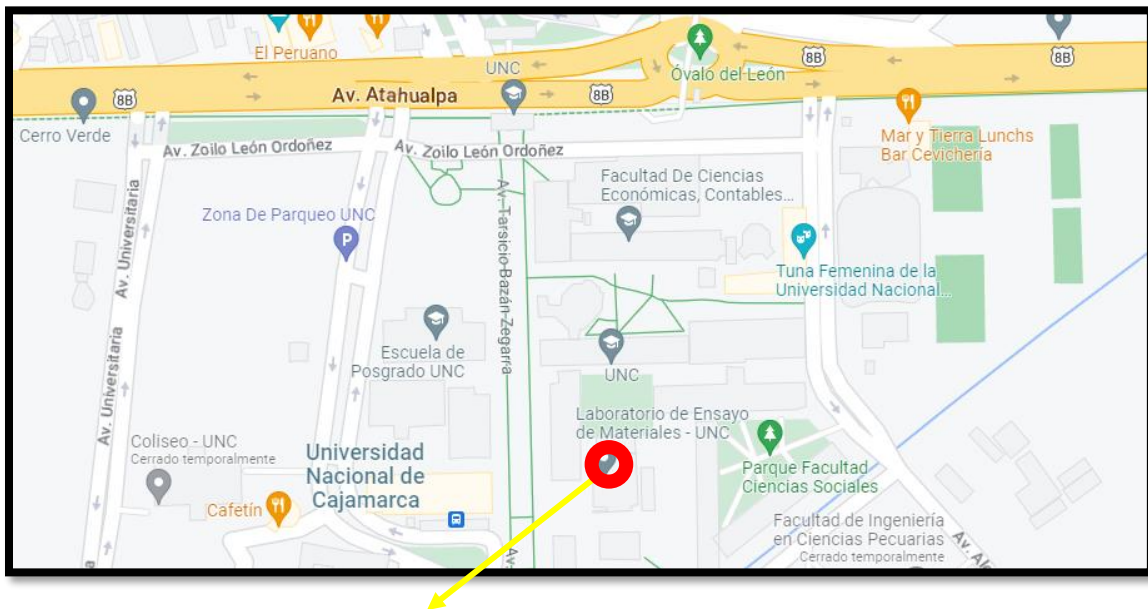 El Peruano
UNC
Óvalo del León
8B
8B
8B
8B
Av. Atahualpa
Cerro Verde
Mar y Tierra Lunchs
Bar Cevichería
Av. Zoilo León Ordoñez
Av. Zoilo León Ordoñez
Facultad De Ciencias
Económicas, Contables...
Av. Universitaria
Zona De Parqueo UNC
P
Av. Tarsicio Bazán Zegarra
Tuna Femenina de la
Universidad Nacional...
Av. Universitaria
Escuela de
Posgrado UNC
UNC
Laboratorio de Ensayo
de Materiales - UNC
Coliseo - UNC
Cerrado temporalmente
Universidad
Nacional de
Cajamarca
Parque Facultad
Ciencias Sociales
Cafetín
Facultad de Ingeniería
en Ciencias Pecuarias
Cerrado temporalmente
Av.